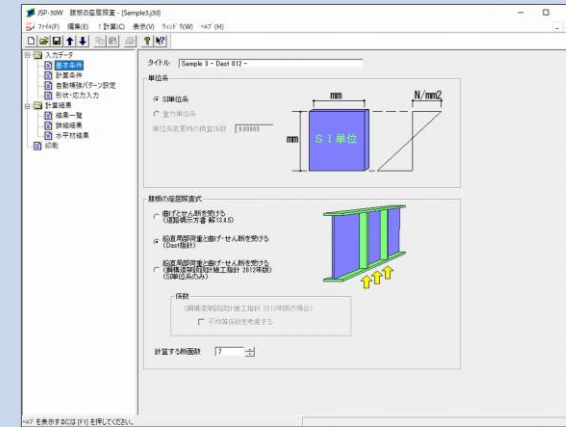 JSP-30W 腹板の座屈照査 - [Sample3.j30]
ファイル(F) 編集(E) !計算(C) 表示(V) ウィンドウ(W) ヘルプ(H)
入力データ
基本条件
計算条件
自動補強パターン設定
形状・応力入力
計算結果
結果一覧
詳細結果
水平材結果
印刷
タイトル Sample 3 - Dast 012 -
単位系
SI単位系
重力単位系
単位系変更時の換算係数
mm
N/mm2
mm
SI単位
腹板の座屈照査式
曲げとせん断を受ける
(道路橋示方書 解13.4.5)
鉛直局部荷重と曲げ・せん断を受ける
(Dast指針)
鉛直局部荷重と曲げ・せん断を受ける
(鋼構造架設設計施工指針 2012年版)
(SI単位系のみ)
係数
(鋼構造架設設計施工指針 2012年版の場合)
平均等係数を考慮する
計算する断面数 7
ヘルプを表示するには [F1] を押してください。